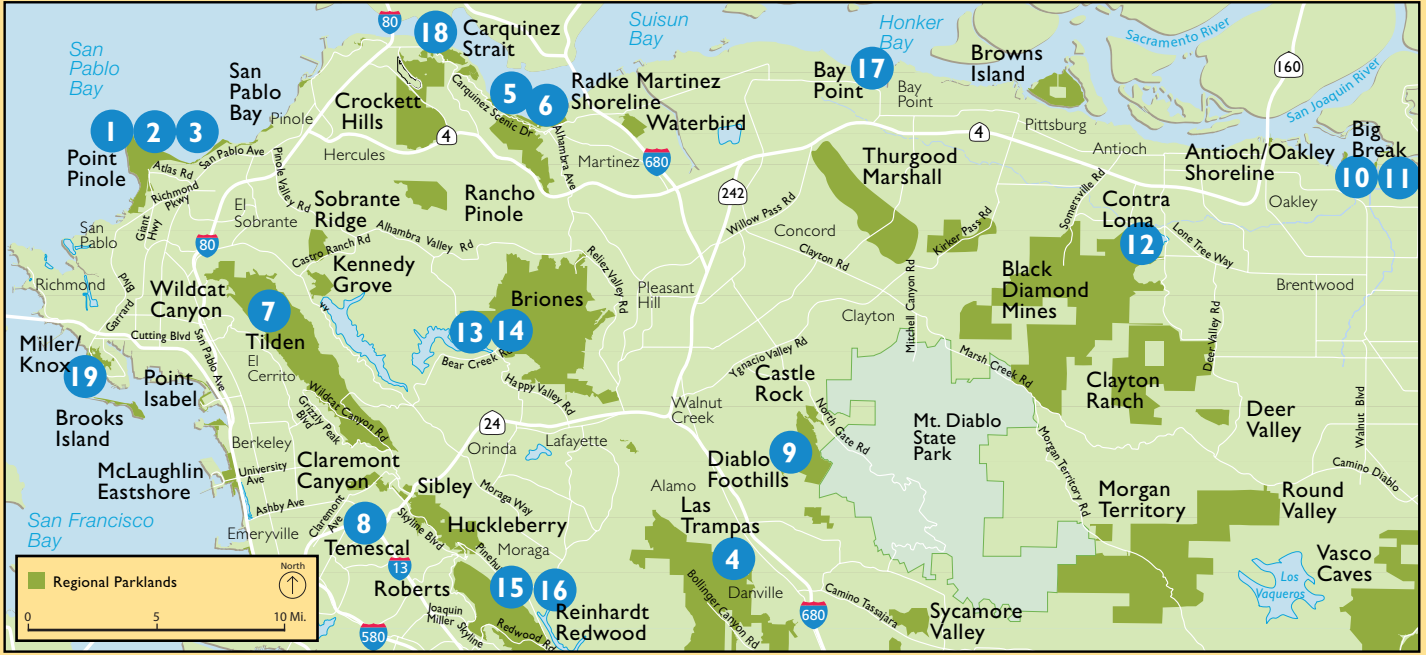 80
18
Carquinez
Strait
Suisun
Bay
Honker
Bay
Sacramento River
San
Pablo
Bay
San
Pablo
Bay
Crockett
Hills
Carquinez Scenic Dr
5
6
Radke Martinez
Shoreline
Waterbird
Bay
Point
17
Bay
Point
Browns
Island
160
San Joaquin River
1
2
3
Point
Pinole
Pinole
San Pablo Ave
Atlas Rd
Richmond
Pkwy
Giant
Hwy
Hercules
4
Alhambra Ave
Martinez
680
4
Pittsburg
Antioch
Antioch/Oakley
Shoreline
Big
Break
10
11
Oakley
Pinole Valley Rd
El
Sobrante
Sobrante
Ridge
Rancho
Pinole
242
Willow Pass Rd
Thurgood
Marshall
Somersville Rd
Contra
Loma
12
Lone Tree Way
San
Pablo
80
Castro Ranch Rd
Alhambra Valley Rd
Kennedy
Grove
Reliez Valley Rd
Concord
Clayton Rd
Kirker Pass Rd
Richmond
Blvd
Garrard
Wildcat
Canyon
7
Tilden
Briones
13
14
Bear Creek Rd
Pleasant
Hill
Clayton
Mitchell Canyon Rd
Black
Diamond
Mines
Brentwood
Deer Valley Rd
Miller/
Knox
19
Cutting Blvd
San Pablo Ave
El
Cerrito
Point
Isabel
Brooks
Island
Wildcat Canyon Rd
Grizzly Peak
Blvd
Happy Valley Rd
Walnut
Creek
Ygnacio Valley Rd
Castle
Rock
North Gate Rd
Marsh
Creek Rd
Clayton
Ranch
Deer
Valley
Walnut Blvd
Berkeley
24
Orinda
Lafayette
Mt. Diablo
State
Park
Morgan Territory Rd
Camino Diablo
McLaughlin
Eastshore
University
Ave
Ashby Ave
Claremont
Canyon
Sibley
Moraga Way
Diablo
Foothills
9
Alamo
Las
Trampas
4
Morgan
Territory
Round
Valley
San Francisco
Bay
Emeryville
Claremont
Ave
8
Temescal
Skyline Blvd
Huckleberry
Moraga
Pinehu
13
Roberts
15
16
Reinhardt
Redwood
Joaquin
Miller
Skyline
Redwood Rd
580
Bollinger Canyon Rd
Danville
680
Camino Tassajara
Sycamore
Valley
Los
Vaqueros
Vasco
Caves
Regional Parklands
North
0
5
10 Mi.